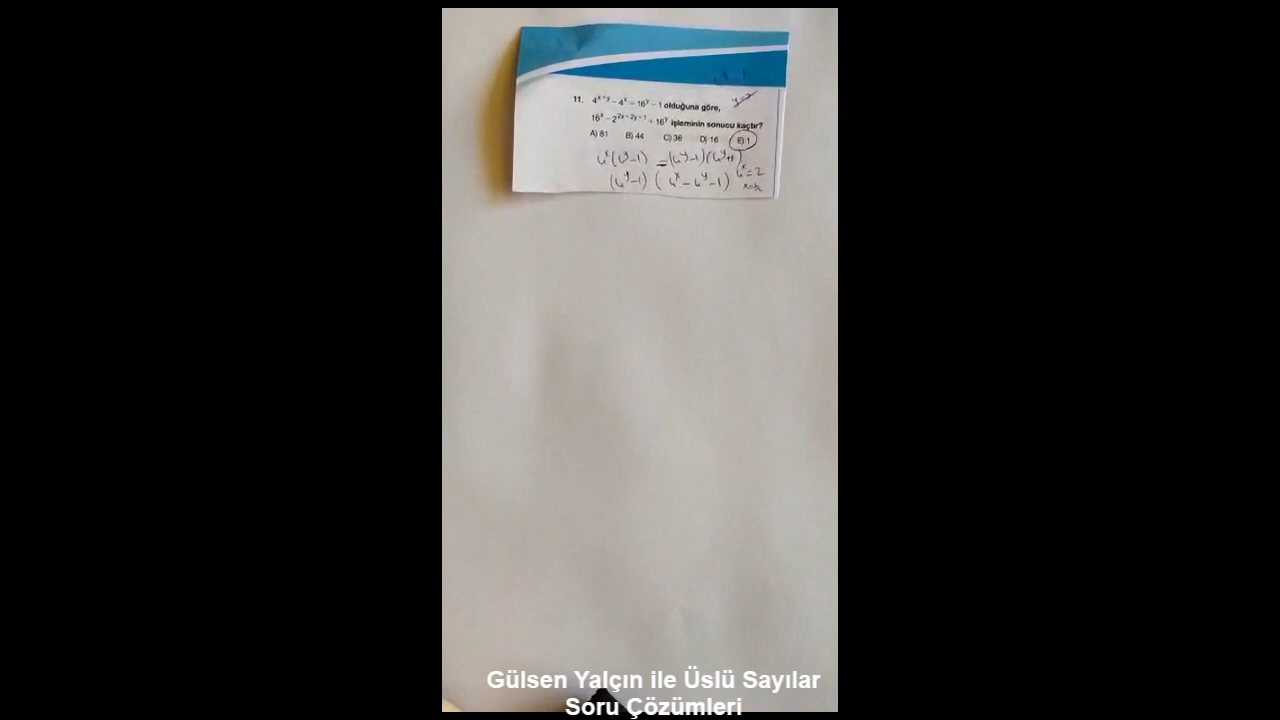 11. 4^(x+y) – 4^x = 16^y – 1 olduğuna göre,
16^x – 2^(2x+2y+1) + 16^y işleminin sonucu kaçtır?
A) 81 B) 44 C) 36 D) 16 E) 1
4^x(4^y–1) = (4^y–1)(4^y+1)
(4^y–1) (4^x–4^y–1)
4^x=2
Gülsen Yalçın ile Üslü Sayılar
Soru Çözümleri